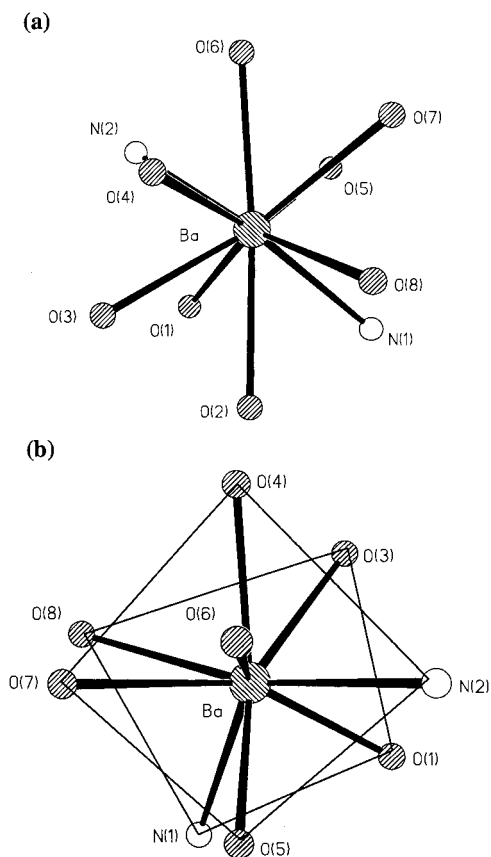 (a)
O(6)
O(7)
N(2)
O(5)
O(4)
Ba
O(8)
O(3)
O(1)
N(1)
O(2)
(b)
O(4)
O(3)
O(8)
O(6)
O(7)
N(2)
Ba
O(1)
N(1)
O(5)